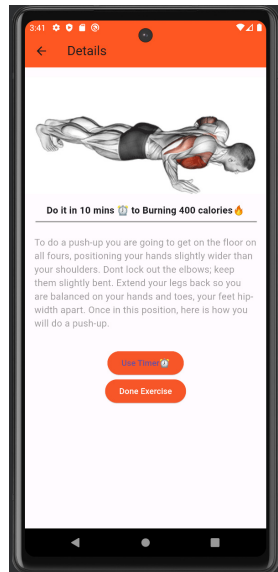 3:41
Details
Do it in 10 mins ⏰ to Burning 400 calories🔥
To do a push-up you are going to get on the floor on
all fours, positioning your hands slightly wider than
your shoulders. Dont lock out the elbows; keep
them slightly bent. Extend your legs back so you
are balanced on your hands and toes, your feet hip-
width apart. Once in this position, here is how you
will do a push-up.
Use Timer⏰
Done Exercise